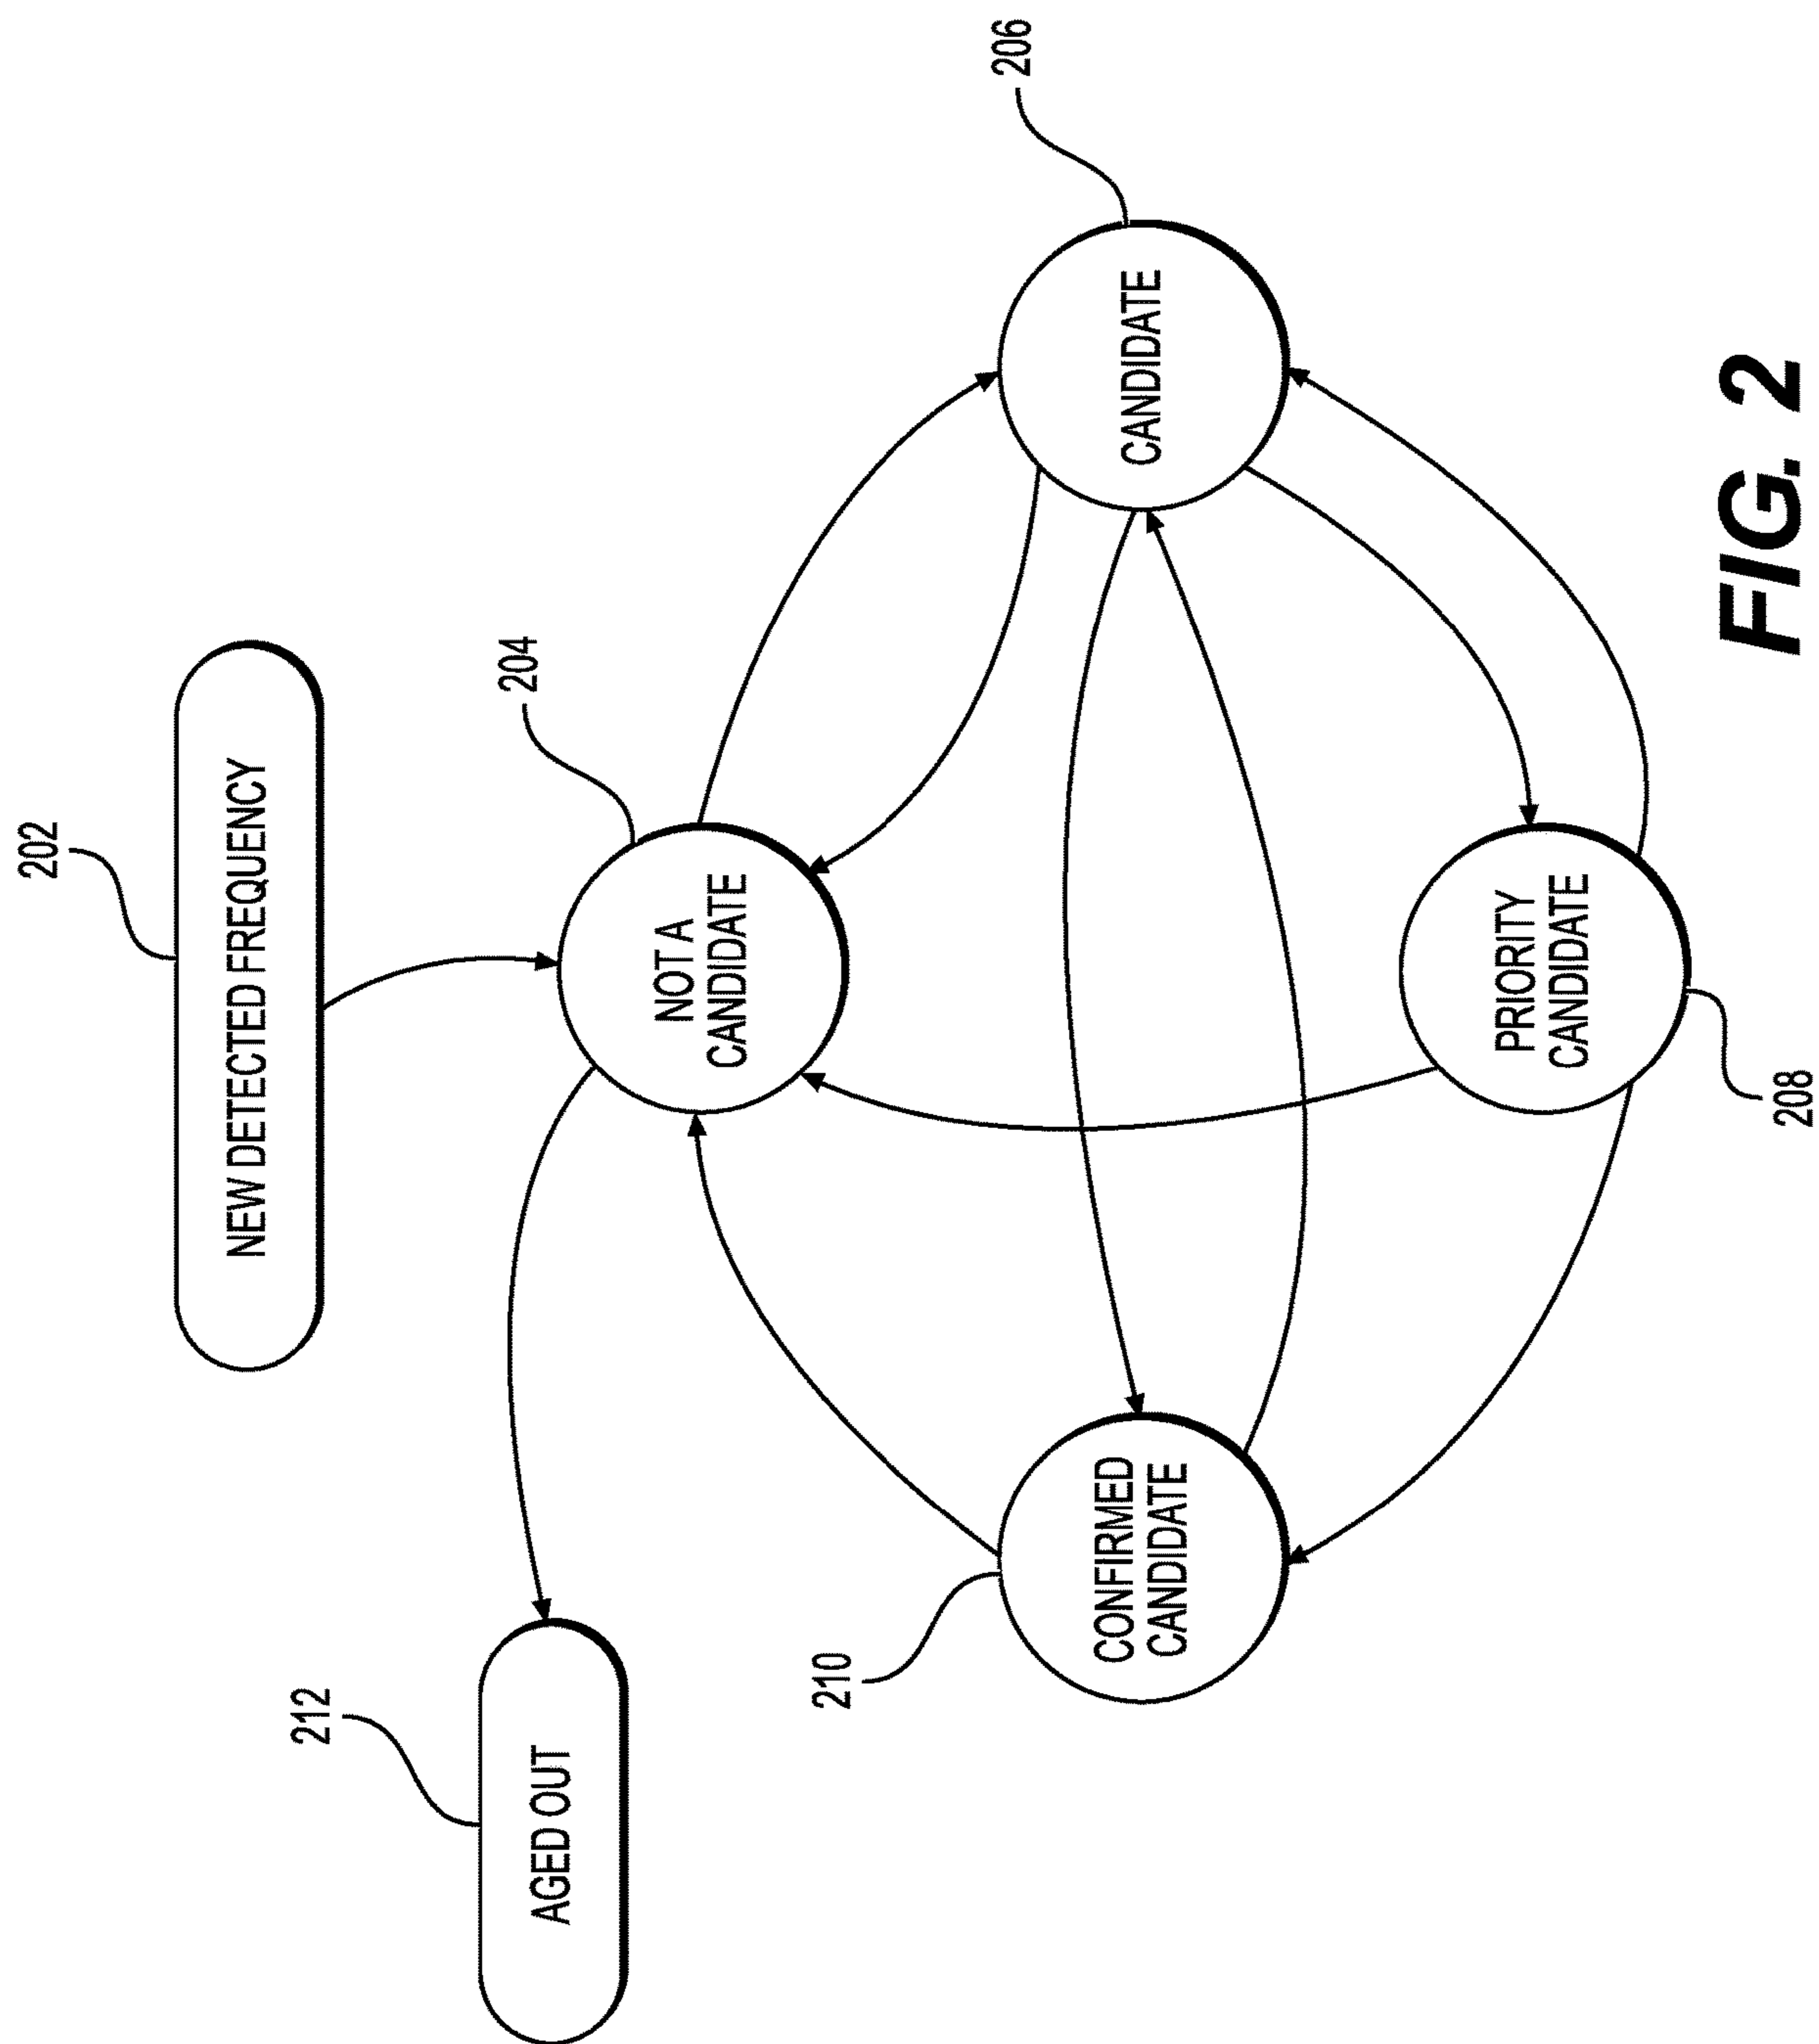 202
NEW DETECTED FREQUENCY
204
NOT A
CANDIDATE
212
AGED OUT
206
CANDIDATE
210
CONFIRMED
CANDIDATE
PRIORITY
CANDIDATE
208
FIG. 2